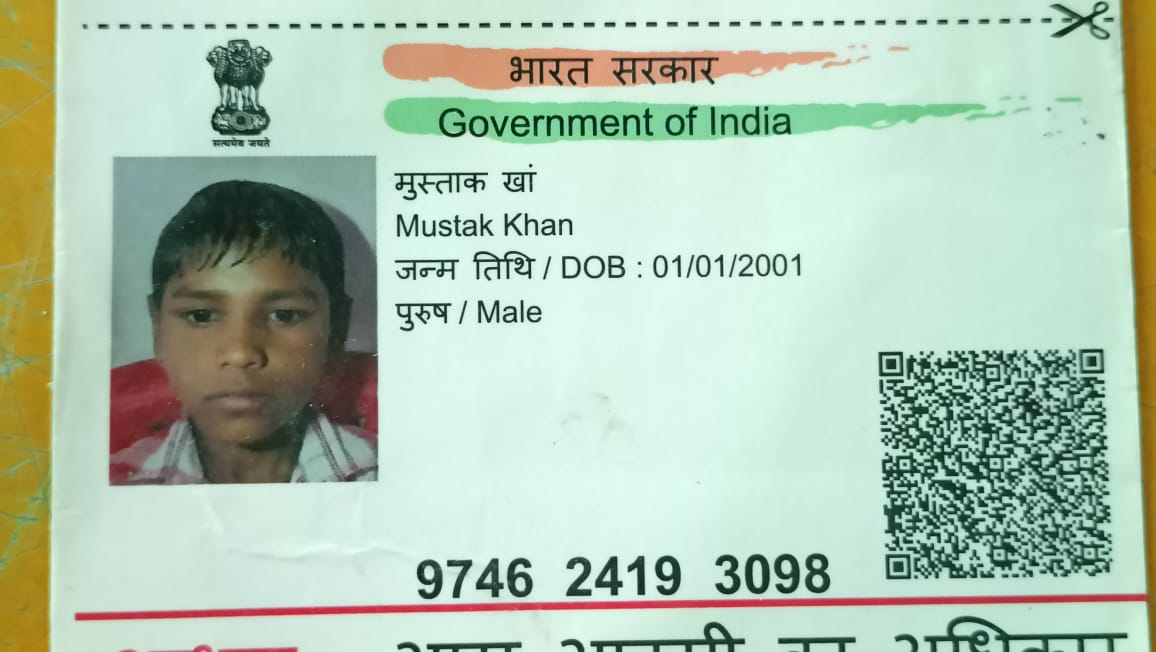 सत्यमेव जयते
भारत सरकार
Government of India
मुस्ताक खां
Mustak Khan
जन्म तिथि / DOB : 01/01/2001
पुरुष / Male
9746 2419 3098